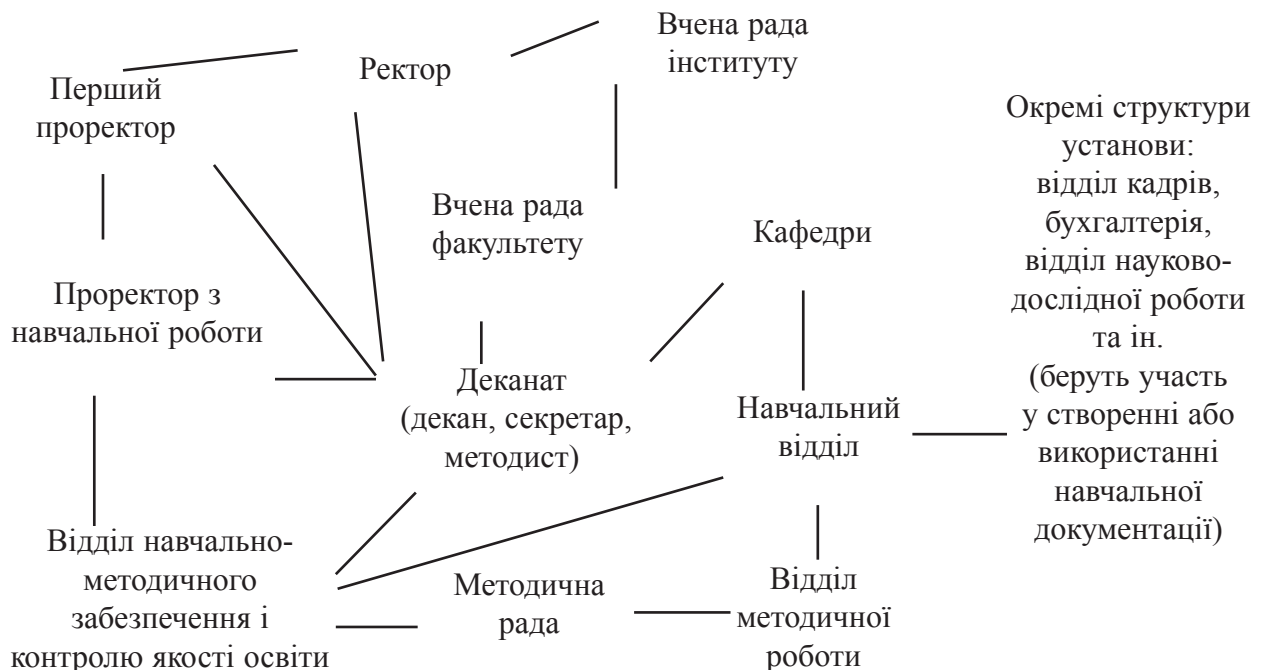 Вчена рада
інституту
Ректор
Перший
проректор
Окремі структури
установи:
відділ кадрів,
бухгалтерія,
відділ науково-
дослідної роботи
та ін.
(беруть участь
у створенні або
використанні
навчальної
документації)
Вчена рада
факультету
Кафедри
Проректор з
навчальної роботи
Деканат
(декан, секретар,
методист)
Навчальний
відділ
Відділ навчально-
методичного
забезпечення і
контролю якості освіти
Методична
рада
Відділ
методичної
роботи